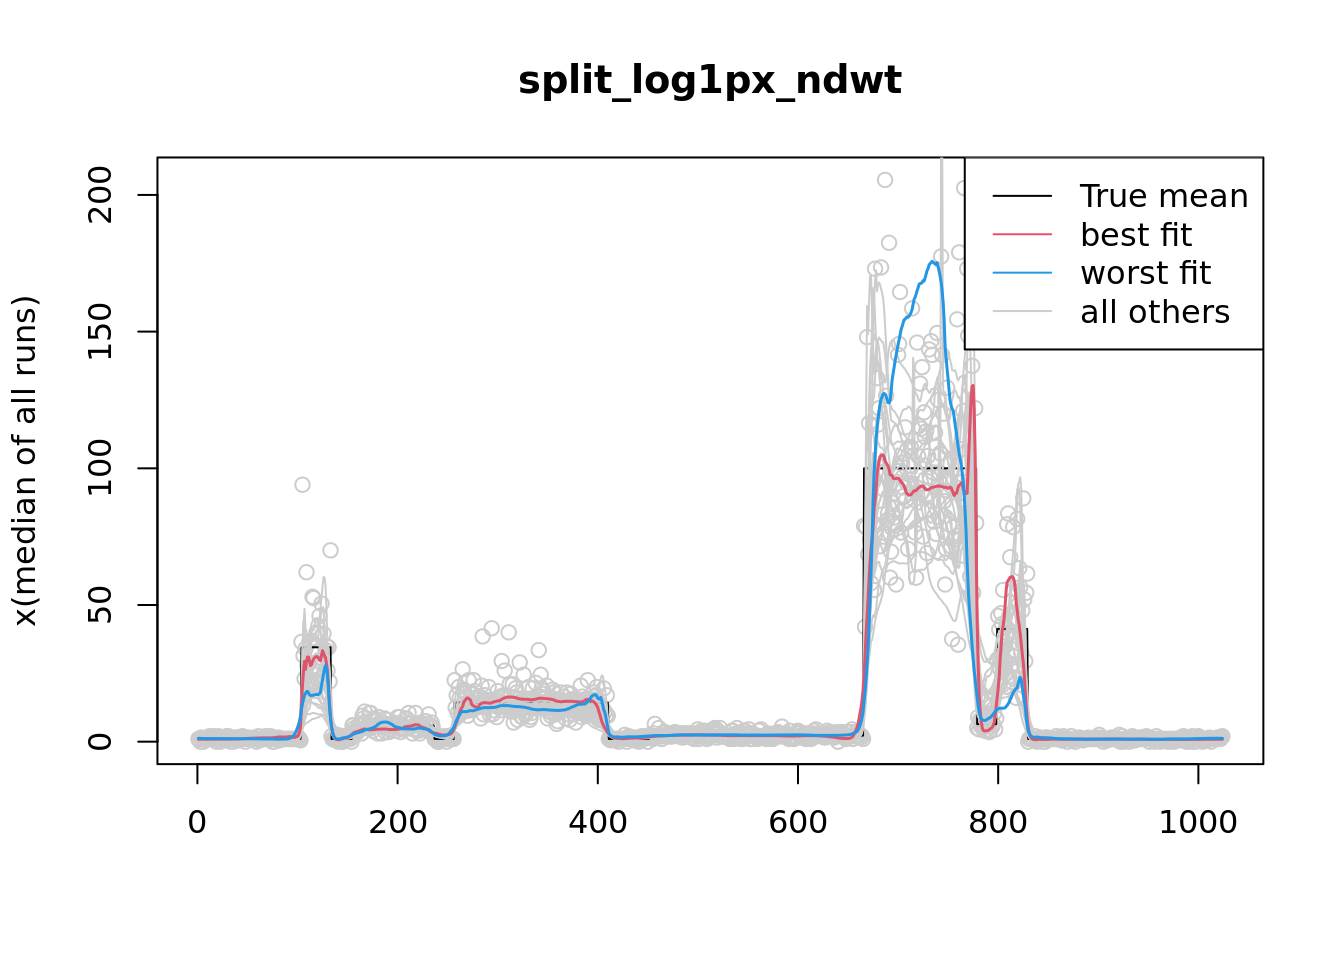 split_log1px_ndwt
x(median of all runs)
200
150
100
50
0
True mean
best fit
worst fit
all others
0 200 400 600 800 1000